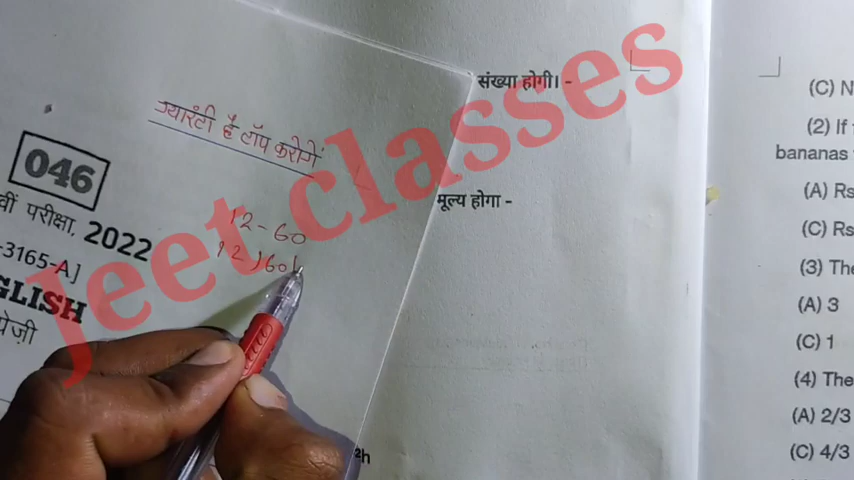 संख्या होगी। -
ग्यारंटी है टॉप करोगे
046
वीं परीक्षा, 2022
-3165-A]
GLISH
ग्रेज़ी
12 - 60
12 ) 60 (
मूल्य होगा -
²h
(C) N
(2) If
bananas
(A) Rs
(C) Rs
(3) The
(A) 3
(C) 1
(4) The
(A) 2/3
(C) 4/3
Jeet classes